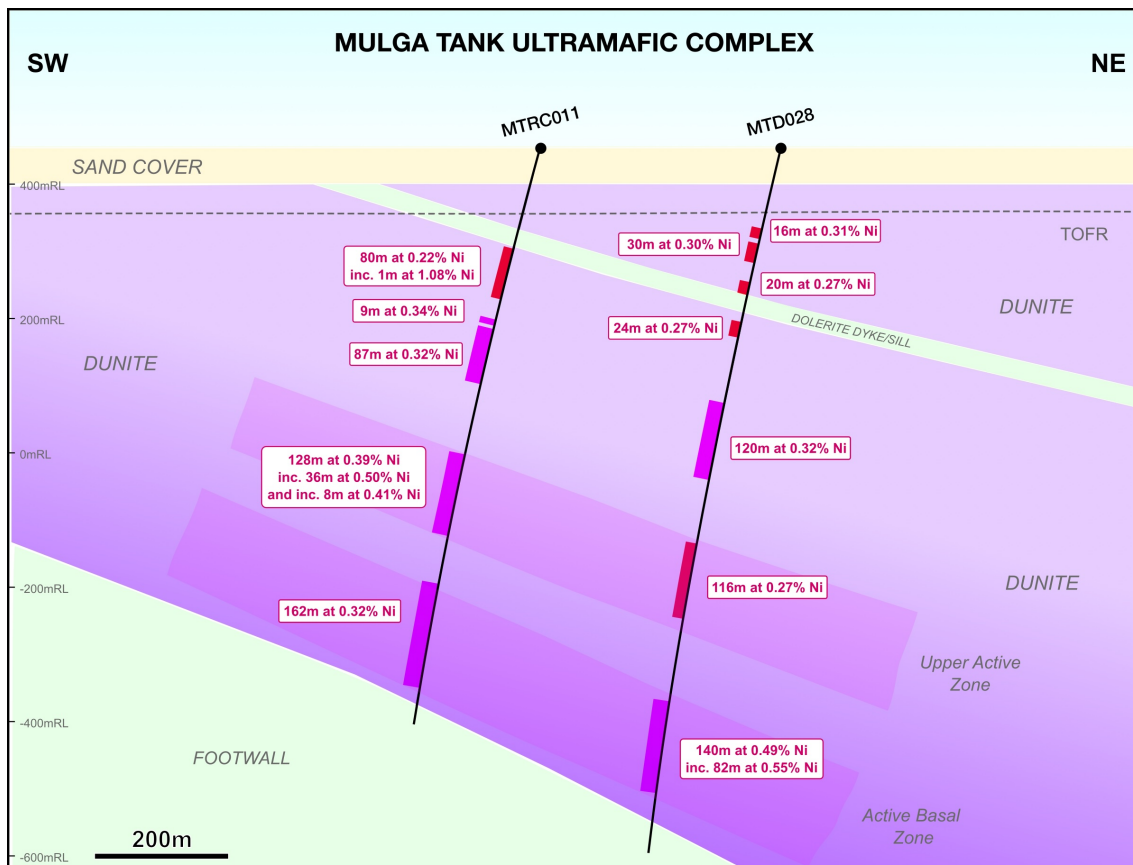 MULGA TANK ULTRAMAFIC COMPLEX
SW
NE
MTRC011
MTD028
SAND COVER
400mRL
16m at 0.31% Ni
TOFR
30m at 0.30% Ni
80m at 0.22% Ni
inc. 1m at 1.08% Ni
20m at 0.27% Ni
9m at 0.34% Ni
DUNITE
200mRL
24m at 0.27% Ni
DOLERITE DYKE/SILL
87m at 0.32% Ni
DUNITE
120m at 0.32% Ni
0mRL
128m at 0.39% Ni
inc. 36m at 0.50% Ni
and inc. 8m at 0.41% Ni
-200mRL
116m at 0.27% Ni
DUNITE
162m at 0.32% Ni
Upper Active
Zone
-400mRL
FOOTWALL
140m at 0.49% Ni
inc. 82m at 0.55% Ni
Active Basal
Zone
200m
-600mRL